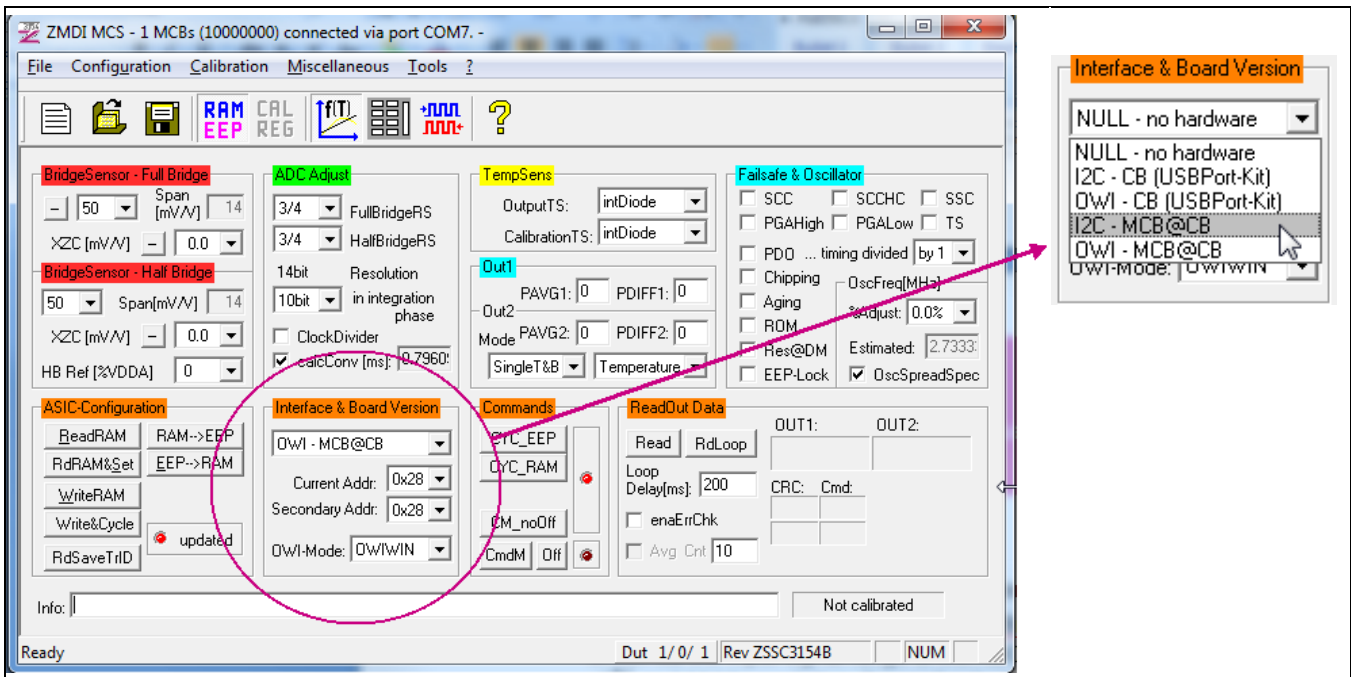 ZMDI MCS - 1 MCBs (10000000) connected via port COM7. -
File Configuration Calibration Miscellaneous Tools ?
RAM EEP
CAL REG
f(T)
?
BridgeSensor - Full Bridge
- 50 Span [mV/V] 14
XZC [mV/V] - 0.0
BridgeSensor - Half Bridge
50 Span[mV/V] 14
XZC [mV/V] - 0.0
HB Ref [%VDDA] 0
ADC Adjust
3/4 FullBridgeRS
3/4 HalfBridgeRS
14bit Resolution
10bit in integration
phase
ClockDivider
calcConv [ms]:
TempSens
OutputTS: intDiode
CalibrationTS: intDiode
Out1
PAVG1: 0 PDIFF1: 0
Out2
Mode PAVG2: 0 PDIFF2: 0
SingleT&B Temperature
Failsafe & Oscillator
SCC SCCHC SSC
PGAHigh PGALow TS
PDO ... timing divided by 1
Chipping
Aging
ROM
Res@DM
EEP-Lock
OscFreq[MHz]
%Adjust: 0.0%
Estimated: 2.7333
OscSpreadSpec
ASIC-Configuration
ReadRAM RAM-->EEP
RdRAM&Set EEP-->RAM
WriteRAM
Write&Cycle
updated
RdSaveTrID
Interface & Board Version
OWI - MCB@CB
Current Addr: 0x28
Secondary Addr: 0x28
OWI-Mode: OWIWIN
Commands
CYC_EEP
CYC_RAM
CM_noOff
CmdM Off
ReadOut Data
Read RdLoop
Loop
Delay[ms]: 200
enaErrChk
Avg Cnt 10
OUT1: OUT2:
CRC: Cmd:
Info:
Not calibrated
Ready
Dut 1/ 0/ 1 Rev ZSSC3154B NUM
Interface & Board Version
NULL - no hardware
NULL - no hardware
I2C - CB (USBPort-Kit)
OWI - CB (USBPort-Kit)
I2C - MCB@CB
OWI - MCB@CB
OWI-Mode: OWIWIN